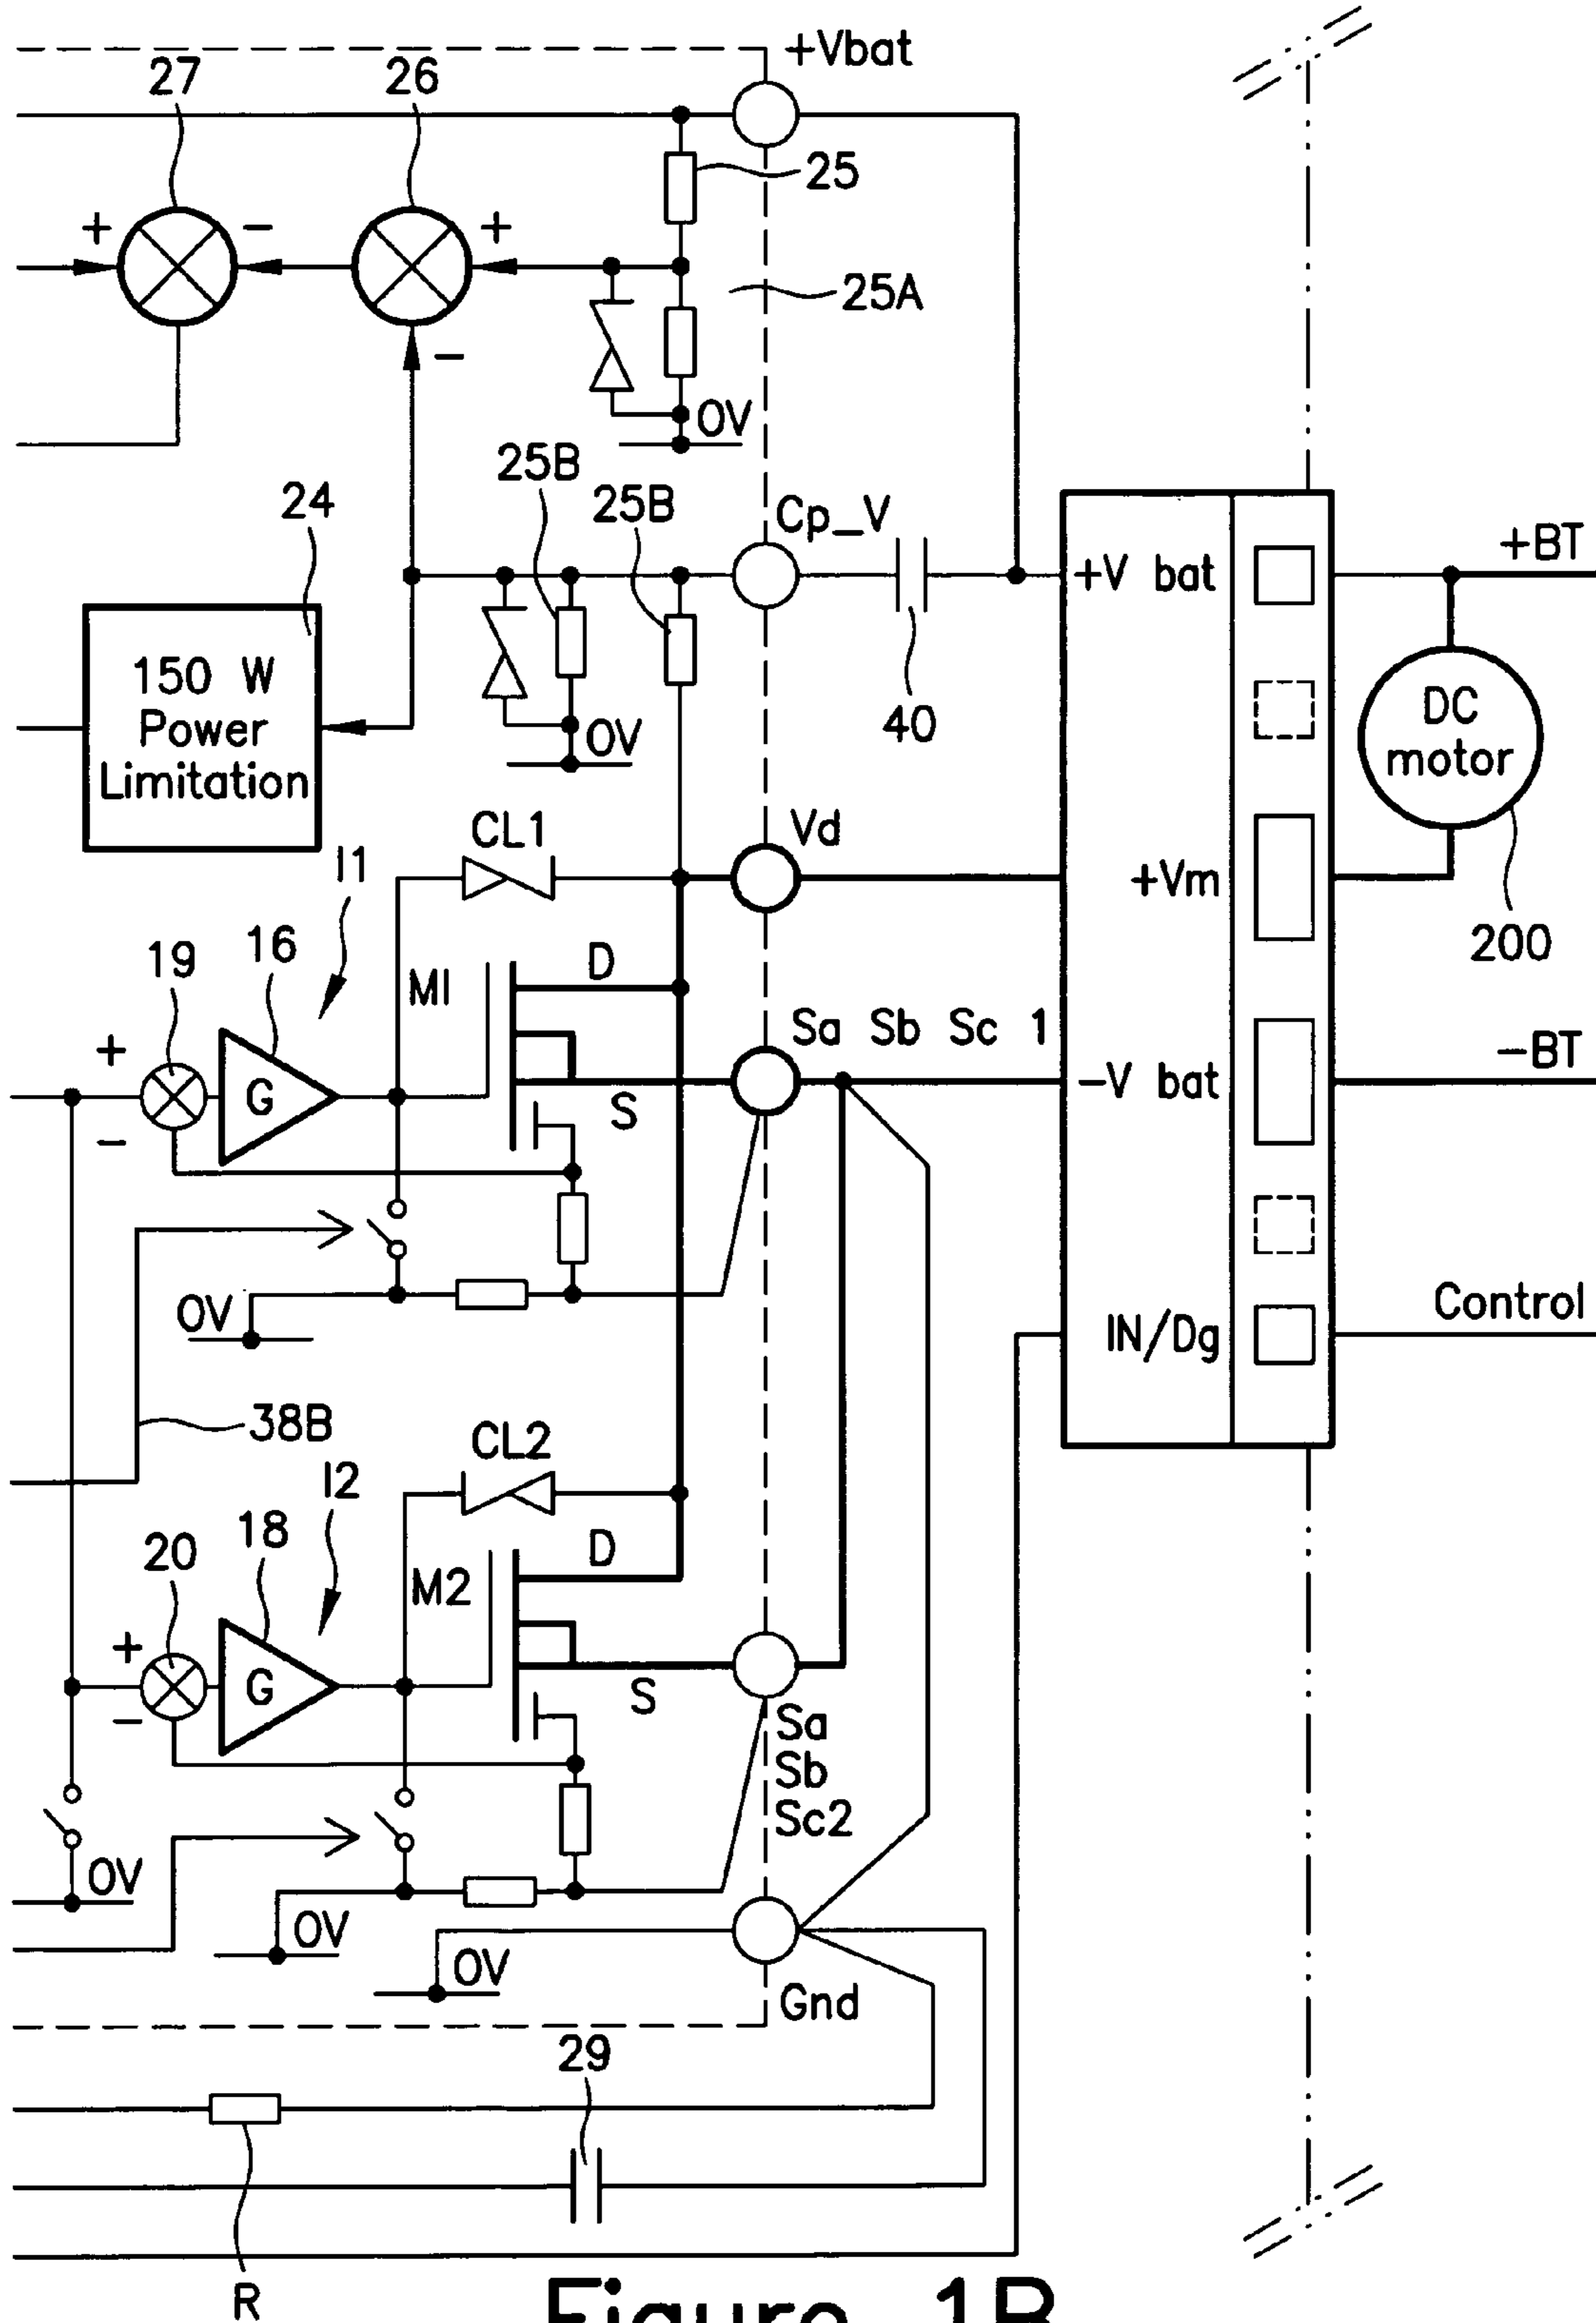 +Vbat
27
26
25
+
-
+
25A
-
OV
25B
25B
Cp_V
24
+BT
+V bat
150 W
Power
Limitation
OV
40
DC
motor
CL1
Vd
I1
+Vm
200
19
16
M1
D
Sa Sb Sc 1
-BT
+
-V bat
G
S
-
OV
Control
IN/Dg
38B
CL2
I2
20
18
D
M2
+
G
S
-
Sa
Sb
Sc2
OV
OV
OV
Gnd
29
R
Figure 1B